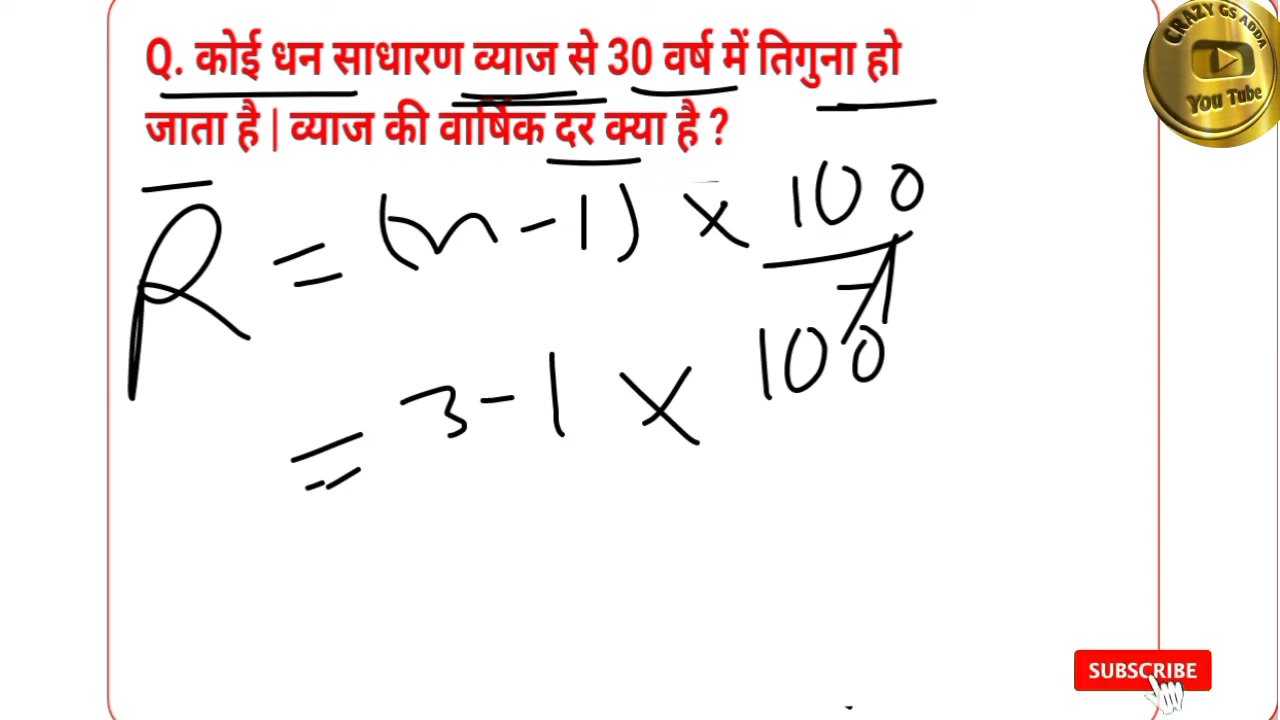 Q. कोई धन साधारण व्याज से 30 वर्ष में तिगुना हो
जाता है | व्याज की वार्षिक दर क्या है ?
CRAZY GS ADDA
You Tube
R = (n - 1) × 100
T
= 3 - 1 × 100
SUBSCRIBE